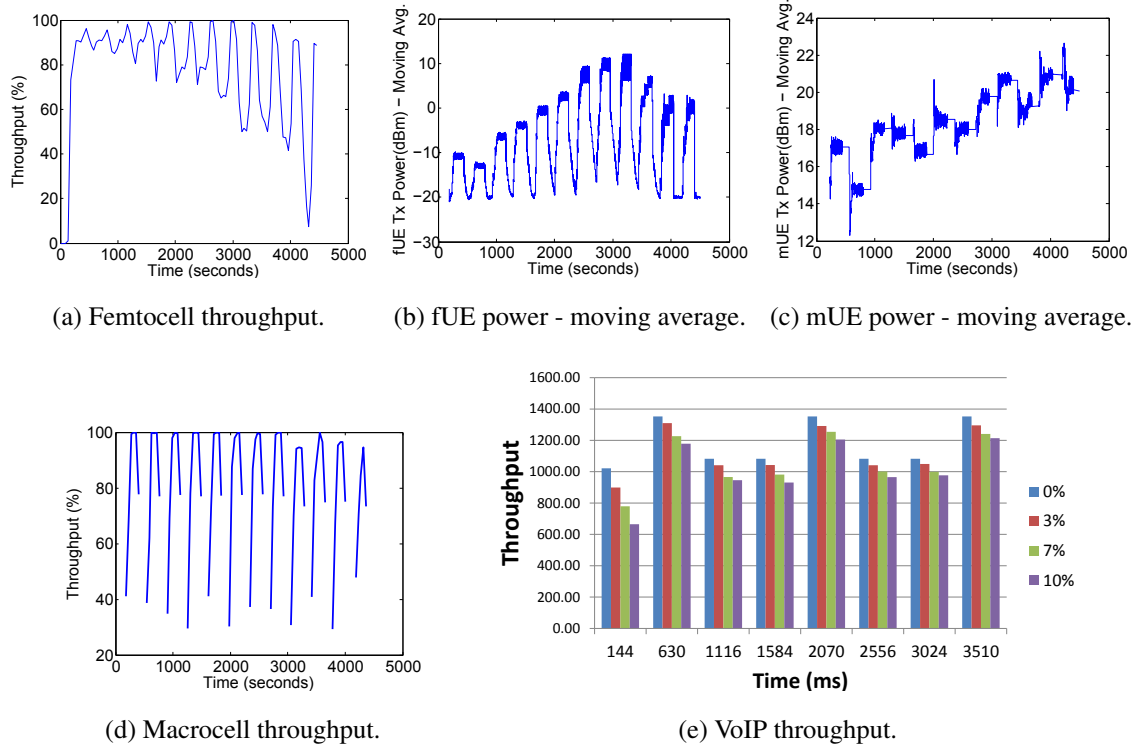 100
80
60
40
20
0
0 1000 2000 3000 4000 5000
Throughput (%)
Time (seconds)
(a) Femtocell throughput.
20
10
0
−10
−20
−30
0 1000 2000 3000 4000 5000
fUE Tx Power(dBm) − Moving Avg.
Time (seconds)
(b) fUE power - moving average.
24
22
20
18
16
14
12
0 1000 2000 3000 4000 5000
mUE Tx Power(dBm) − Moving Avg.
Time (seconds)
(c) mUE power - moving average.
100
80
60
40
20
0 1000 2000 3000 4000 5000
Throughput (%)
Time (seconds)
(d) Macrocell throughput.
1600.00
1400.00
1200.00
1000.00
800.00
600.00
400.00
200.00
0.00
Throughput
144 630 1116 1584 2070 2556 3024 3510
Time (ms)
0%
3%
7%
10%
(e) VoIP throughput.